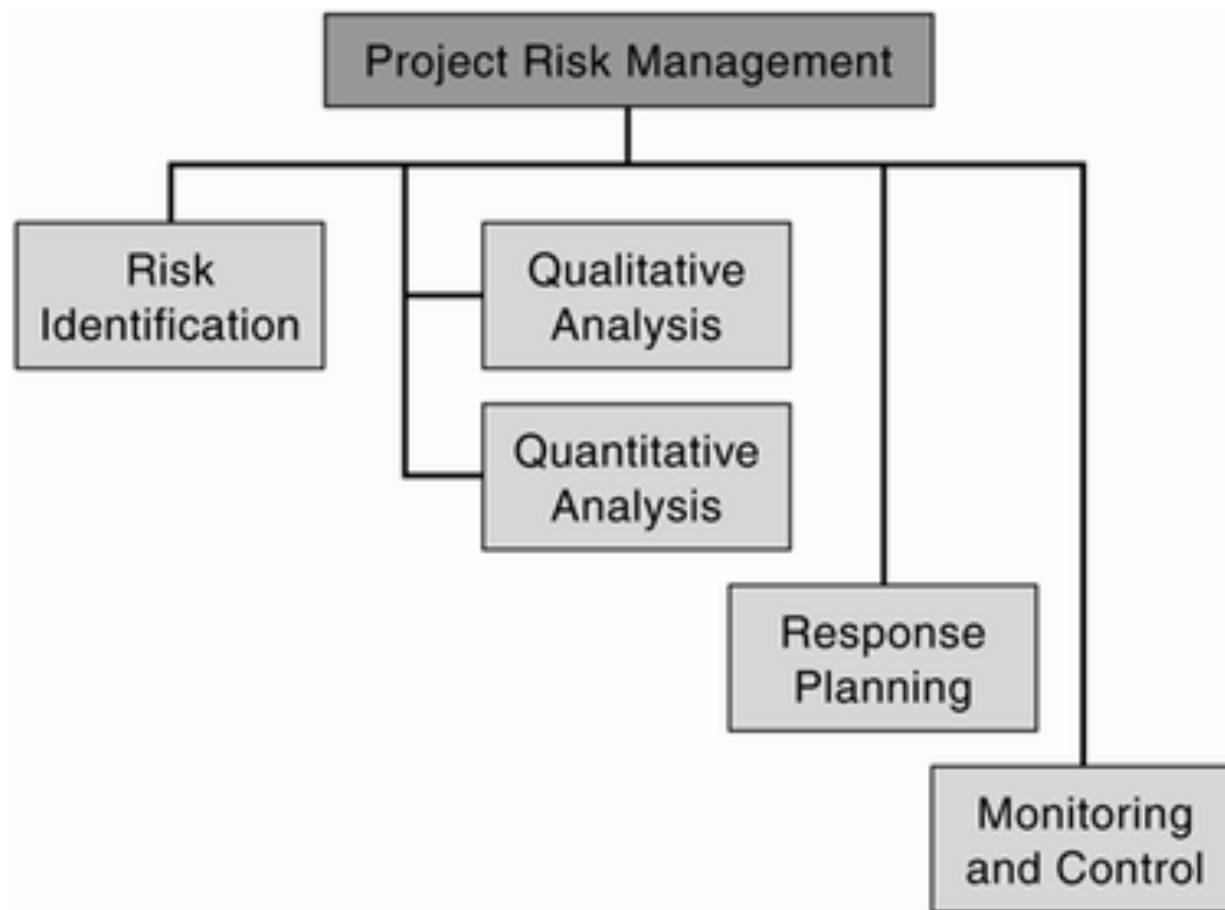 Project Risk Management
Risk
Identification
Qualitative
Analysis
Quantitative
Analysis
Response
Planning
Monitoring
and Control